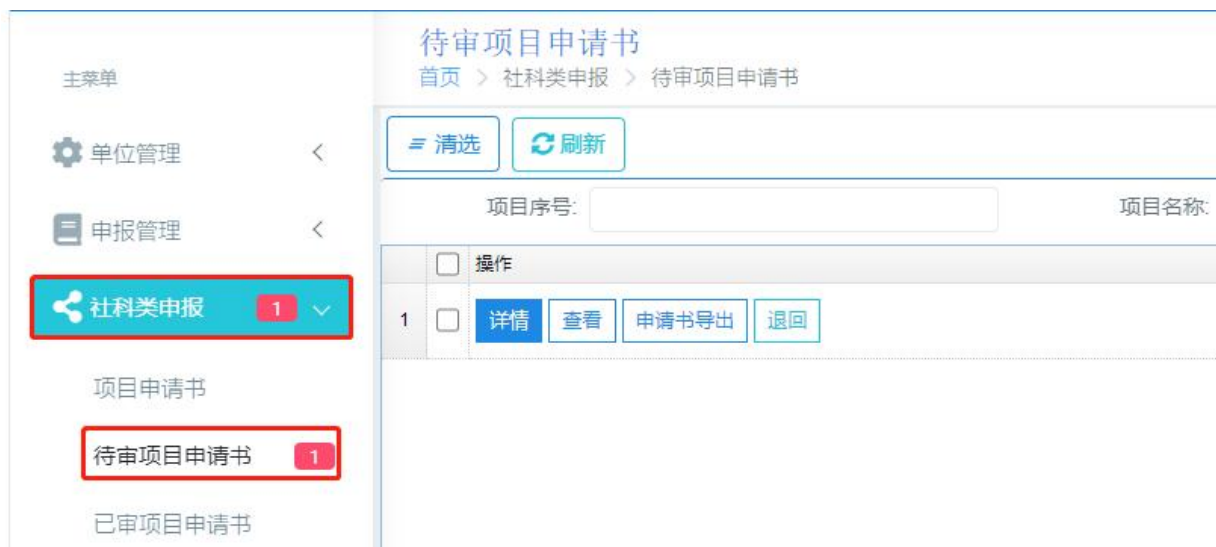 待审项目申请书
首页 > 社科类申报 > 待审项目申请书
主菜单
清选 刷新
单位管理
项目序号: 项目名称:
申报管理
操作
社科类申报 1
1 详情 查看 申请书导出 退回
项目申请书
待审项目申请书 1
已审项目申请书